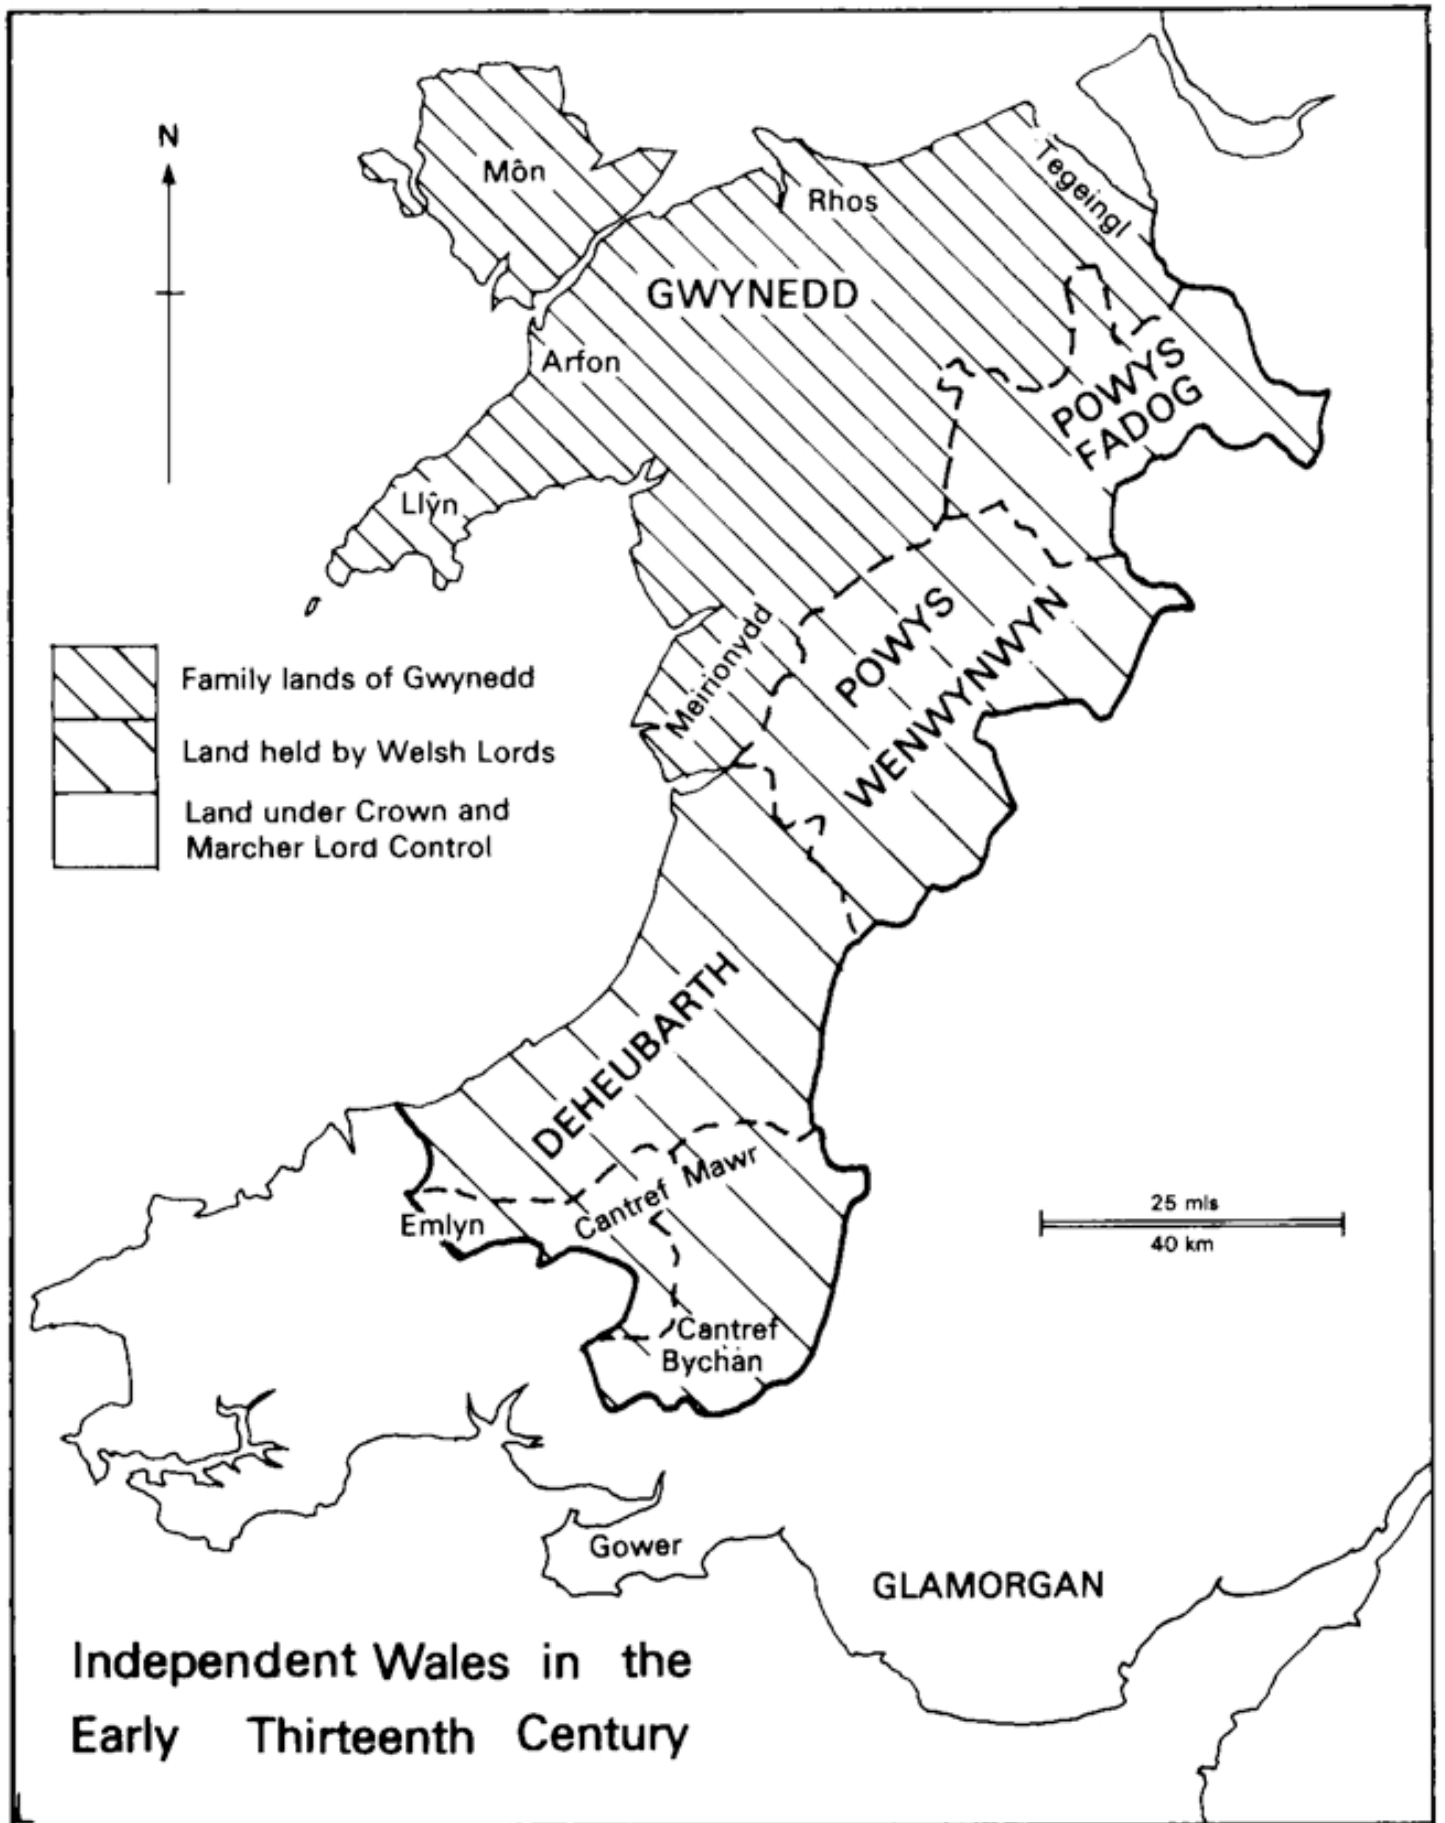 N
Môn
Rhos
Tegeingl
GWYNEDD
Arfon
POWYS
FADOG
Llŷn
Meirionydd
POWYS
WENWYNWYN
Family lands of Gwynedd
Land held by Welsh Lords
Land under Crown and
Marcher Lord Control
DEHEUBARTH
Cantref Mawr
Emlyn
25 mls
40 km
Cantref
Bychan
Gower
GLAMORGAN
Independent Wales in the
Early Thirteenth Century